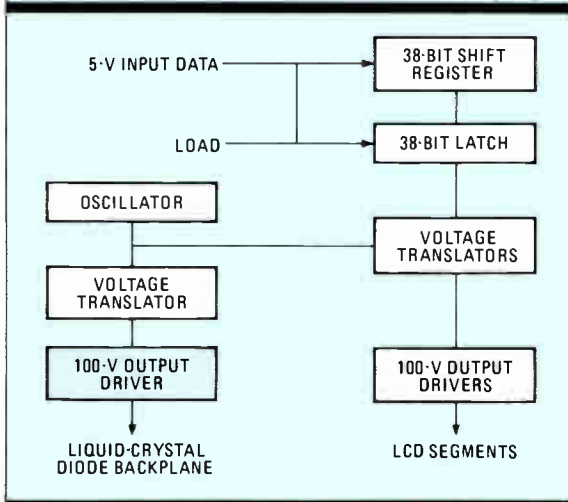 5-V INPUT DATA
38-BIT SHIFT
REGISTER
LOAD
38-BIT LATCH
OSCILLATOR
VOLTAGE
TRANSLATORS
VOLTAGE
TRANSLATOR
100-V OUTPUT
DRIVER
100-V OUTPUT
DRIVERS
LIQUID-CRYSTAL
DIODE BACKPLANE
LCD SEGMENTS